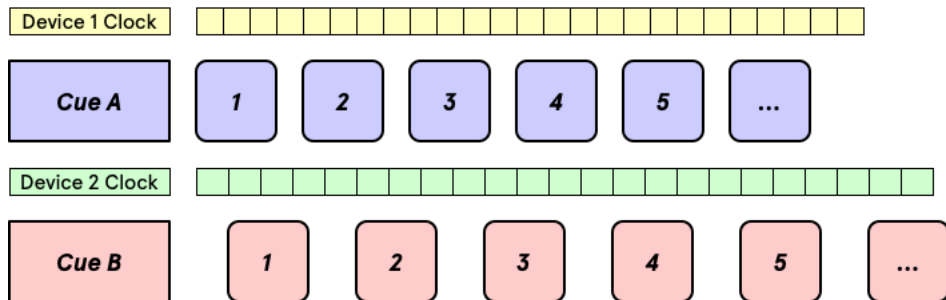 Device 1 Clock
Cue A 1 2 3 4 5 ...
Device 2 Clock
Cue B 1 2 3 4 5 ...